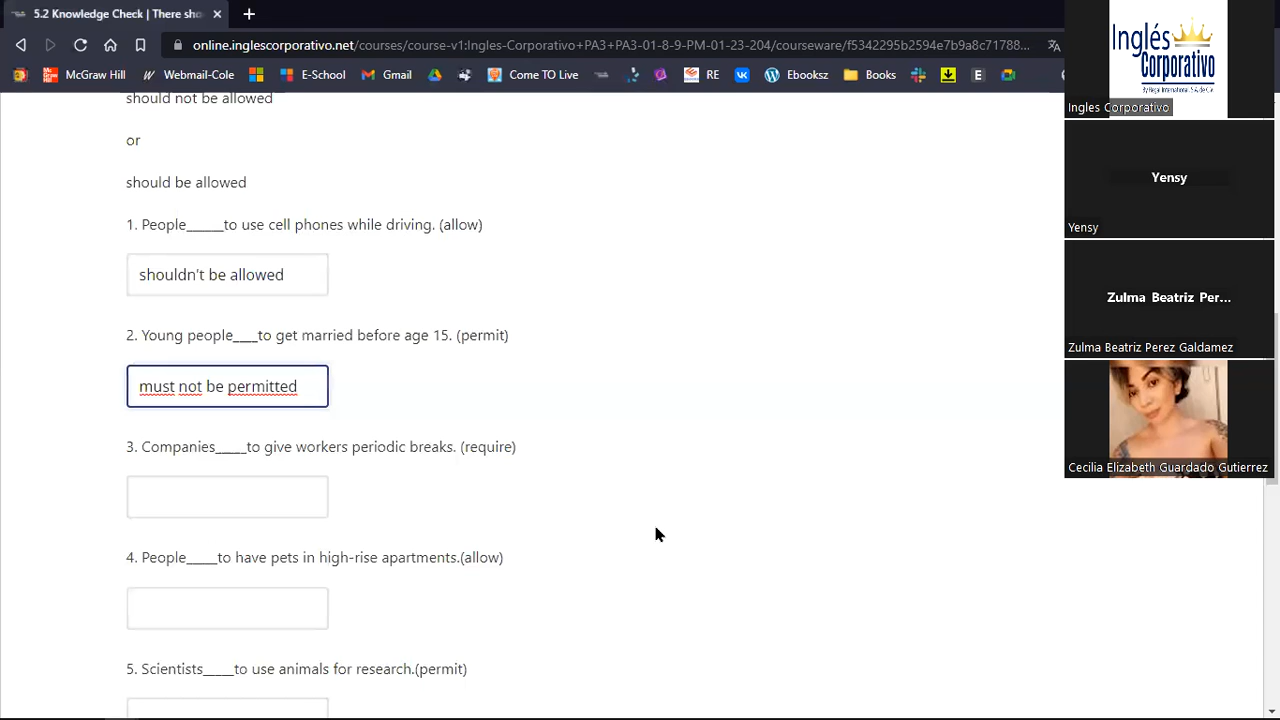 5.2 Knowledge Check | There sho
online.inglescorporativo.net/courses/course-v1:Ingles-Corporativo+PA3+PA3-01-8-9-PM-01-23-204/courseware/f5342295b2594e7b9a8c71788...
McGraw Hill
Webmail-Cole
E-School
Gmail
Come TO Live
RE
Ebooksz
Books
should not be allowed
or
should be allowed
1. People______to use cell phones while driving. (allow)
shouldn't be allowed
2. Young people____to get married before age 15. (permit)
must not be permitted
3. Companies_____to give workers periodic breaks. (require)
4. People_____to have pets in high-rise apartments.(allow)
5. Scientists_____to use animals for research.(permit)
Inglés
Corporativo
Ingles Corporativo
Yensy
Yensy
Zulma Beatriz Per...
Zulma Beatriz Perez Galdamez
Cecilia Elizabeth Guardado Gutierrez